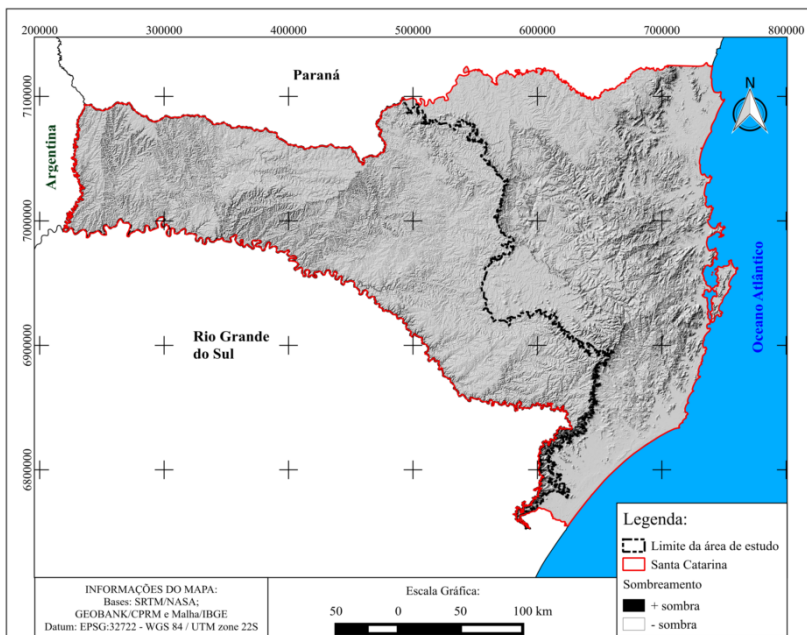 200000 300000 400000 500000 600000 700000 800000
Paraná
N
7100000
Argentina
7000000
Oceano Atlântico
Rio Grande
do Sul
6900000
6800000
Legenda:
Limite da área de estudo
Santa Catarina
Sombreamento
+ sombra
- sombra
INFORMAÇÕES DO MAPA:
Bases: SRTM/NASA;
GEOBANK/CPRM e Malha/IBGE
Datum: EPSG:32722 - WGS 84 / UTM zone 22S
Escala Gráfica:
50 0 50 100 km